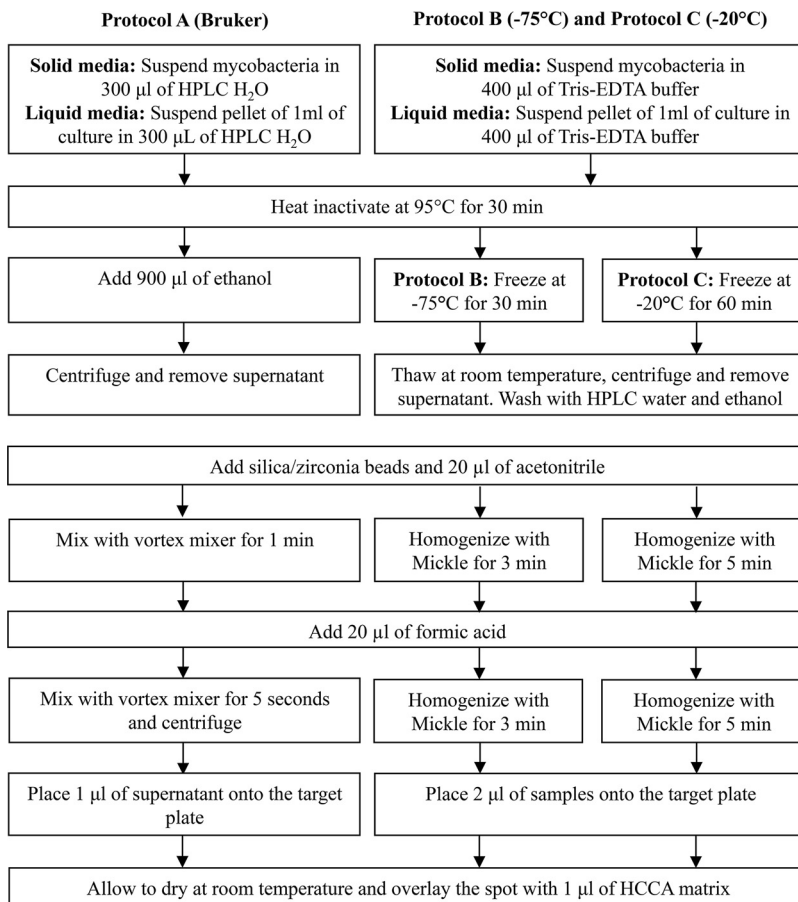 Protocol A (Bruker)
Protocol B (-75°C) and Protocol C (-20°C)
Solid media: Suspend mycobacteria in
300 µl of HPLC H₂O
Liquid media: Suspend pellet of 1ml of
culture in 300 µL of HPLC H₂O
Solid media: Suspend mycobacteria in
400 µl of Tris-EDTA buffer
Liquid media: Suspend pellet of 1ml of culture in
400 µl of Tris-EDTA buffer
Heat inactivate at 95°C for 30 min
Add 900 µl of ethanol
Protocol B: Freeze at
-75°C for 30 min
Protocol C: Freeze at
-20°C for 60 min
Centrifuge and remove supernatant
Thaw at room temperature, centrifuge and remove
supernatant. Wash with HPLC water and ethanol
Add silica/zirconia beads and 20 µl of acetonitrile
Mix with vortex mixer for 1 min
Homogenize with
Mickle for 3 min
Homogenize with
Mickle for 5 min
Add 20 µl of formic acid
Mix with vortex mixer for 5 seconds
and centrifuge
Homogenize with
Mickle for 3 min
Homogenize with
Mickle for 5 min
Place 1 µl of supernatant onto the target
plate
Place 2 µl of samples onto the target plate
Allow to dry at room temperature and overlay the spot with 1 µl of HCCA matrix